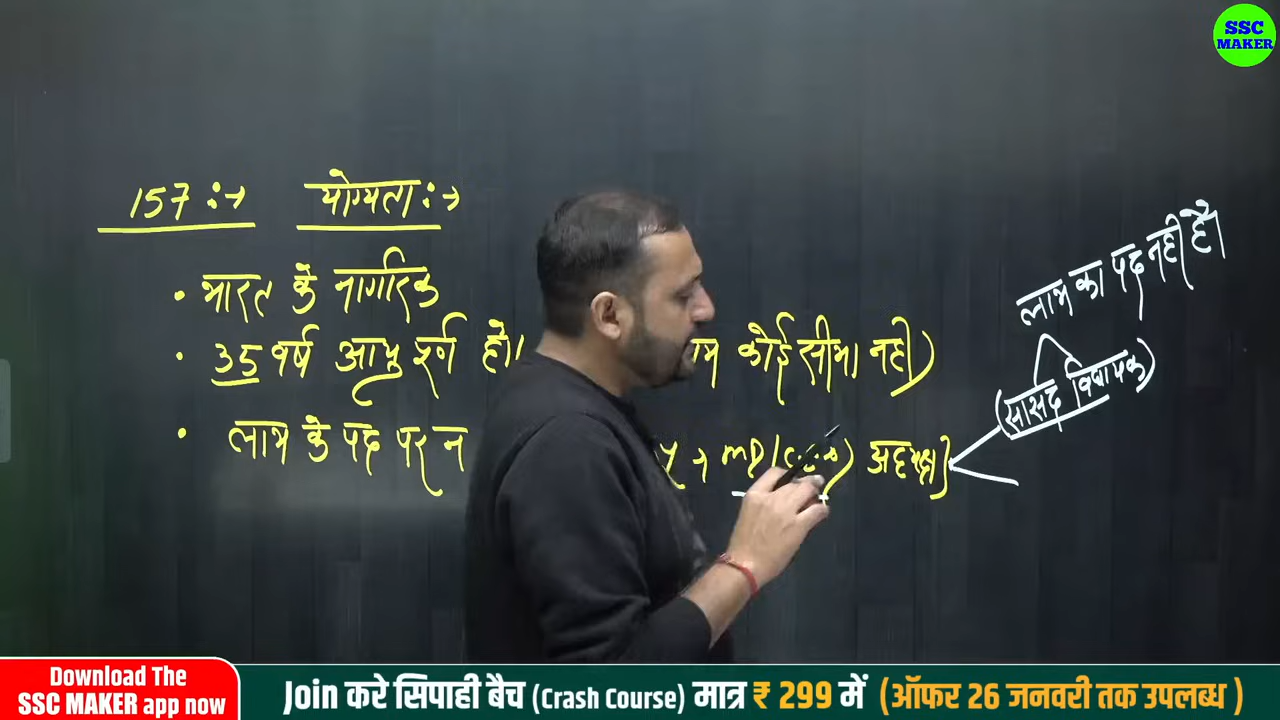 SSC
MAKER
157 :→ योग्यता :→
• भारत के नागरिक
• 35 वर्ष आयु पूर्ण हो। कोई सीमा नही)
• लाभ के पद पर न + MP अध्यक्ष]
लाभ का पद नही है।
(सासंद विधायक)
Download The
SSC MAKER app now
Join करे सिपाही बैच (Crash Course) मात्र ₹ 299 में (ऑफर 26 जनवरी तक उपलब्ध )